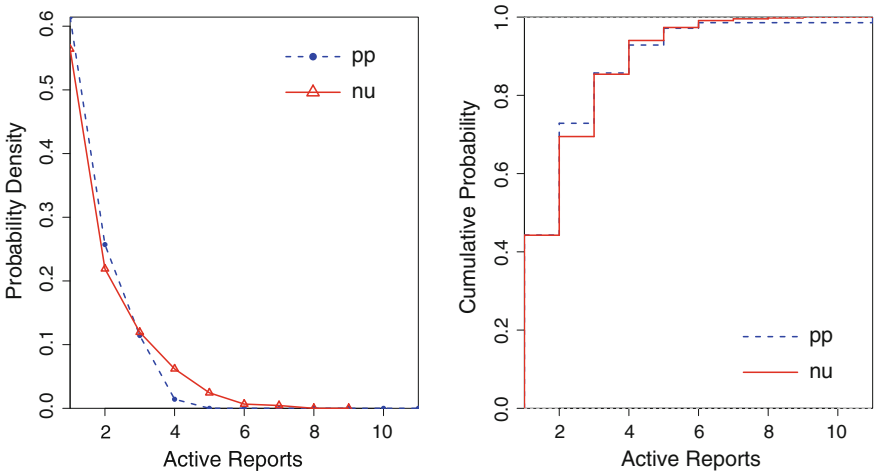 Probability Density
0.0 0.1 0.2 0.3 0.4 0.5 0.6
pp
nu
2 4 6 8 10
Active Reports
Cumulative Probability
0.0 0.2 0.4 0.6 0.8 1.0
pp
nu
2 4 6 8 10
Active Reports